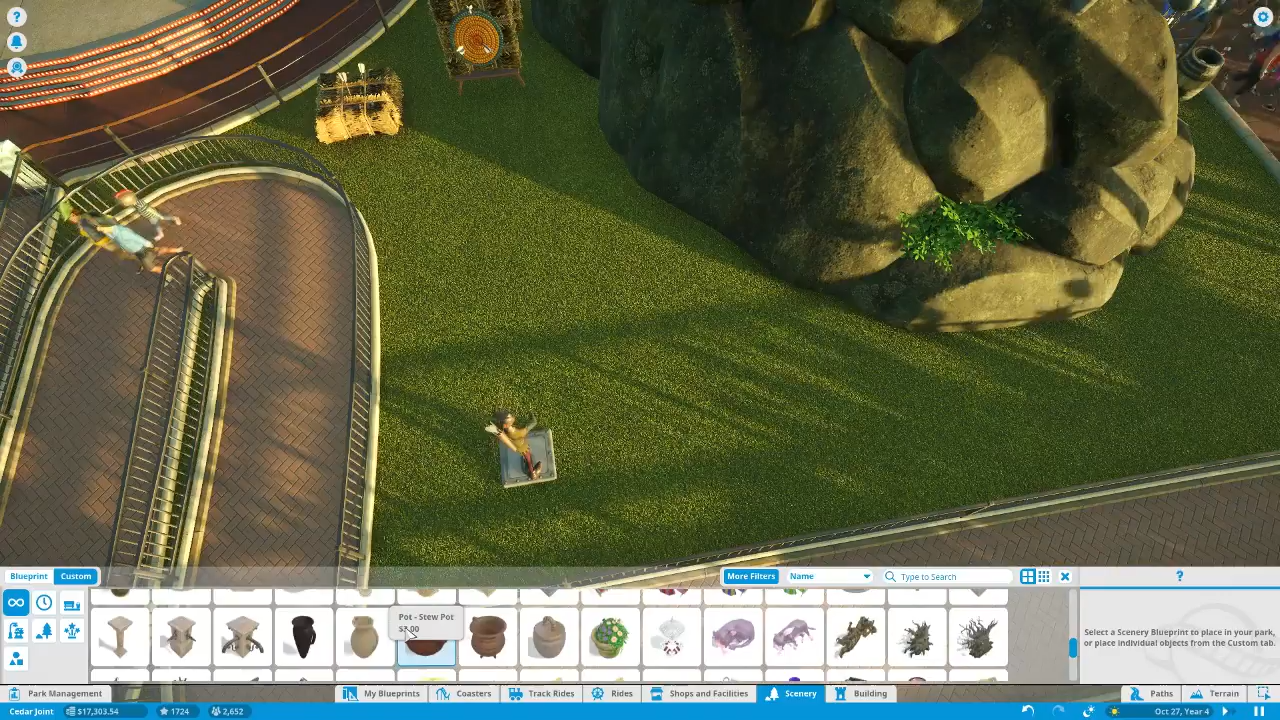 Blueprint
Custom
More Filters
Name
Type to Search
?
Pot - Stew Pot
Select a Scenery Blueprint to place in your park,
or place individual objects from the Custom tab.
Park Management
My Blueprints
Coasters
Track Rides
Rides
Shops and Facilities
Scenery
Building
Paths
Terrain
Cedar Joint
$17,303.54
1724
2,652
Oct 27, Year 4